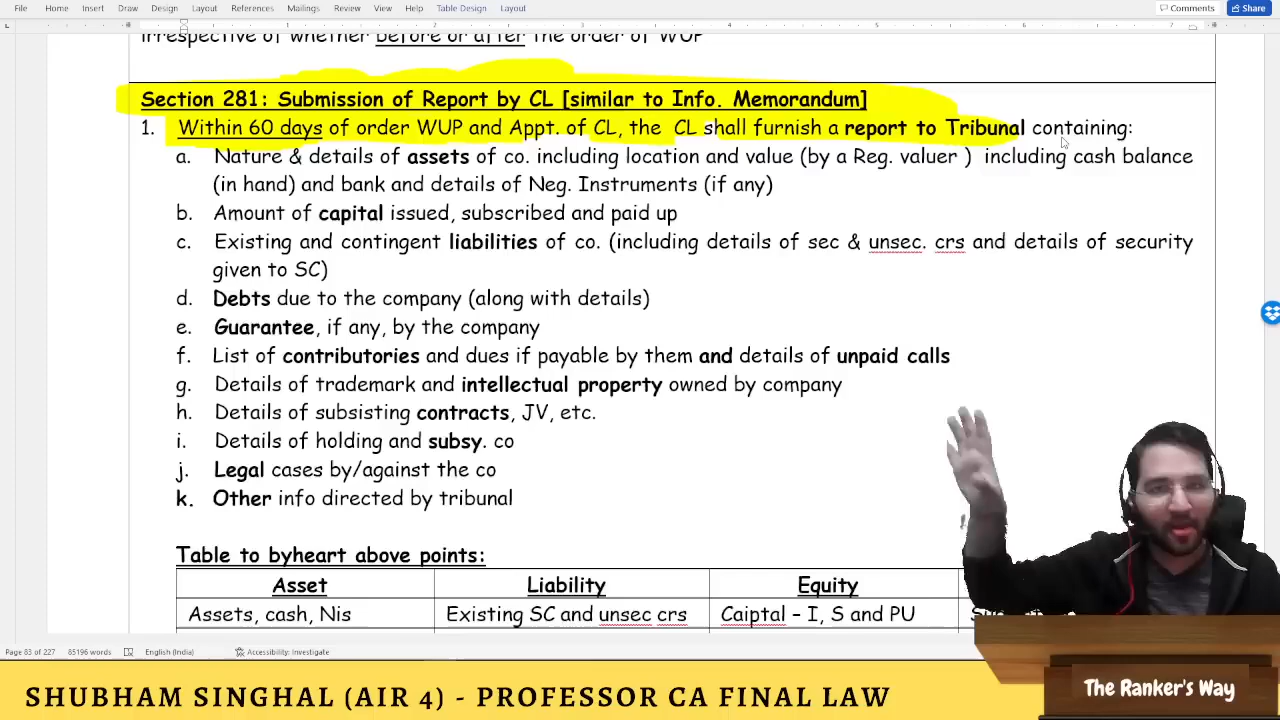 File Home Insert Draw Design Layout References Mailings Review View Help Table Design Layout Comments Share
1 2 3 4 5 6 7
irrespective of whether before or after the order of WUP
Section 281: Submission of Report by CL [similar to Info. Memorandum]
1. Within 60 days of order WUP and Appt. of CL, the CL shall furnish a report to Tribunal containing:
a. Nature & details of assets of co. including location and value (by a Reg. valuer ) including cash balance
(in hand) and bank and details of Neg. Instruments (if any)
b. Amount of capital issued, subscribed and paid up
c. Existing and contingent liabilities of co. (including details of sec & unsec. crs and details of security
given to SC)
d. Debts due to the company (along with details)
e. Guarantee, if any, by the company
f. List of contributories and dues if payable by them and details of unpaid calls
g. Details of trademark and intellectual property owned by company
h. Details of subsisting contracts, JV, etc.
i. Details of holding and subsy. co
j. Legal cases by/against the co
k. Other info directed by tribunal
Table to byheart above points:
Asset Liability Equity
Assets, cash, Nis Existing SC and unsec crs Caiptal – I, S and PU
Page 83 of 227 85196 words English (India) Accessibility: Investigate
SHUBHAM SINGHAL (AIR 4) - PROFESSOR CA FINAL LAW
The Ranker's Way